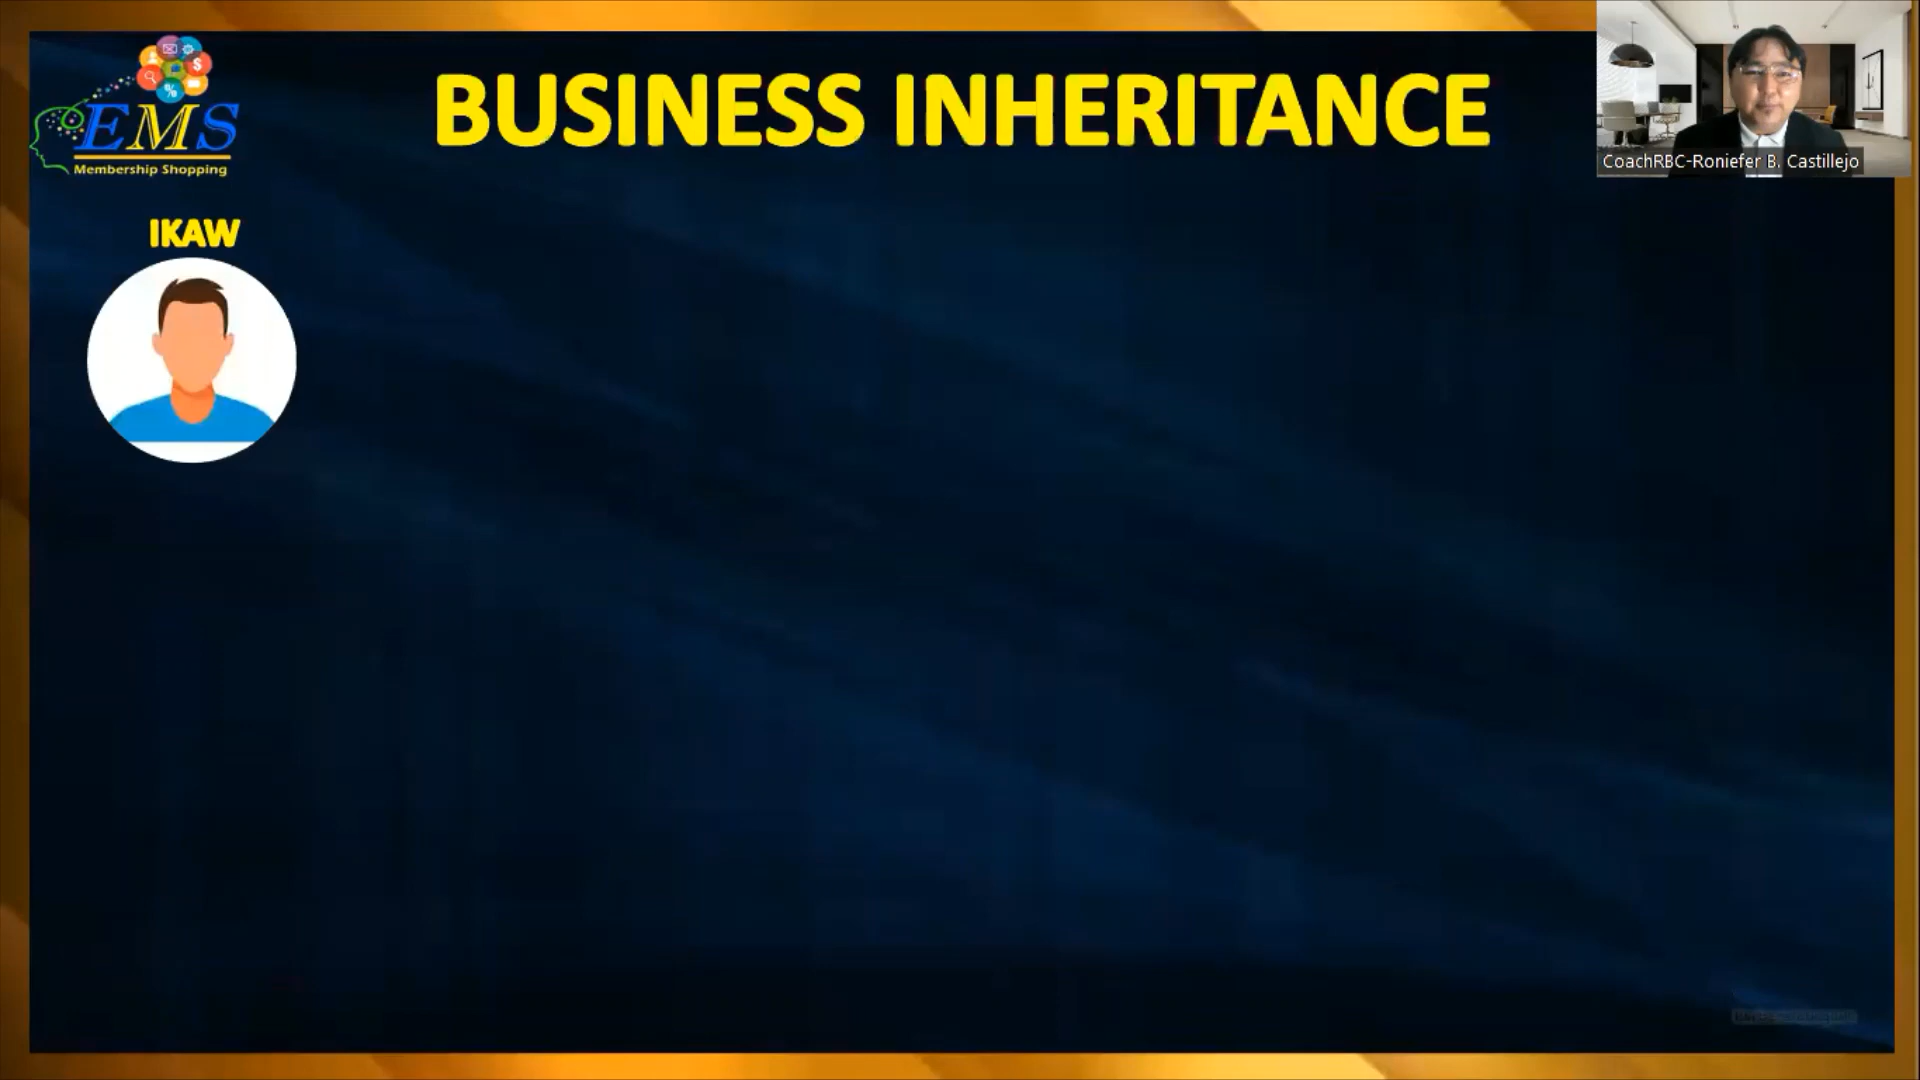 EMS
Membership Shopping
BUSINESS INHERITANCE
CoachRBC-Roniefer B. Castillejo
IKAW